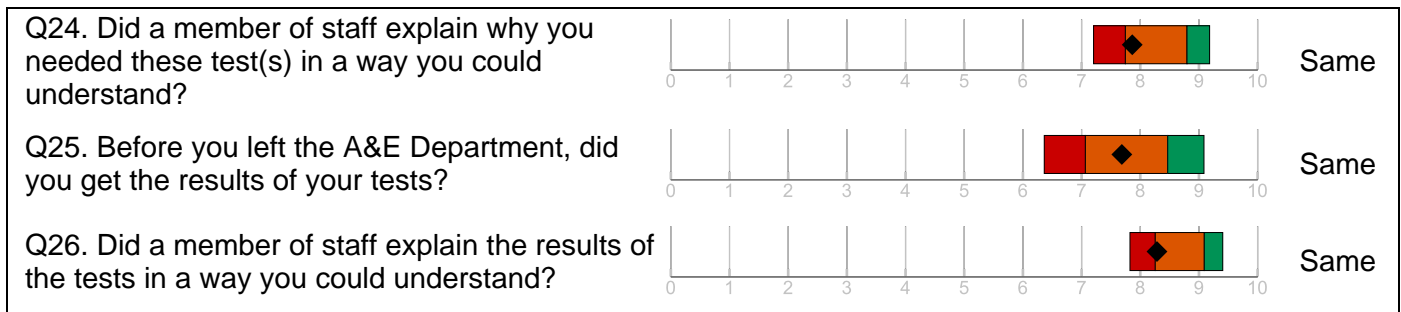 Q24. Did a member of staff explain why you
needed these test(s) in a way you could
understand?
0 1 2 3 4 5 6 7 8 9 10
Same
Q25. Before you left the A&E Department, did
you get the results of your tests?
0 1 2 3 4 5 6 7 8 9 10
Same
Q26. Did a member of staff explain the results of
the tests in a way you could understand?
0 1 2 3 4 5 6 7 8 9 10
Same